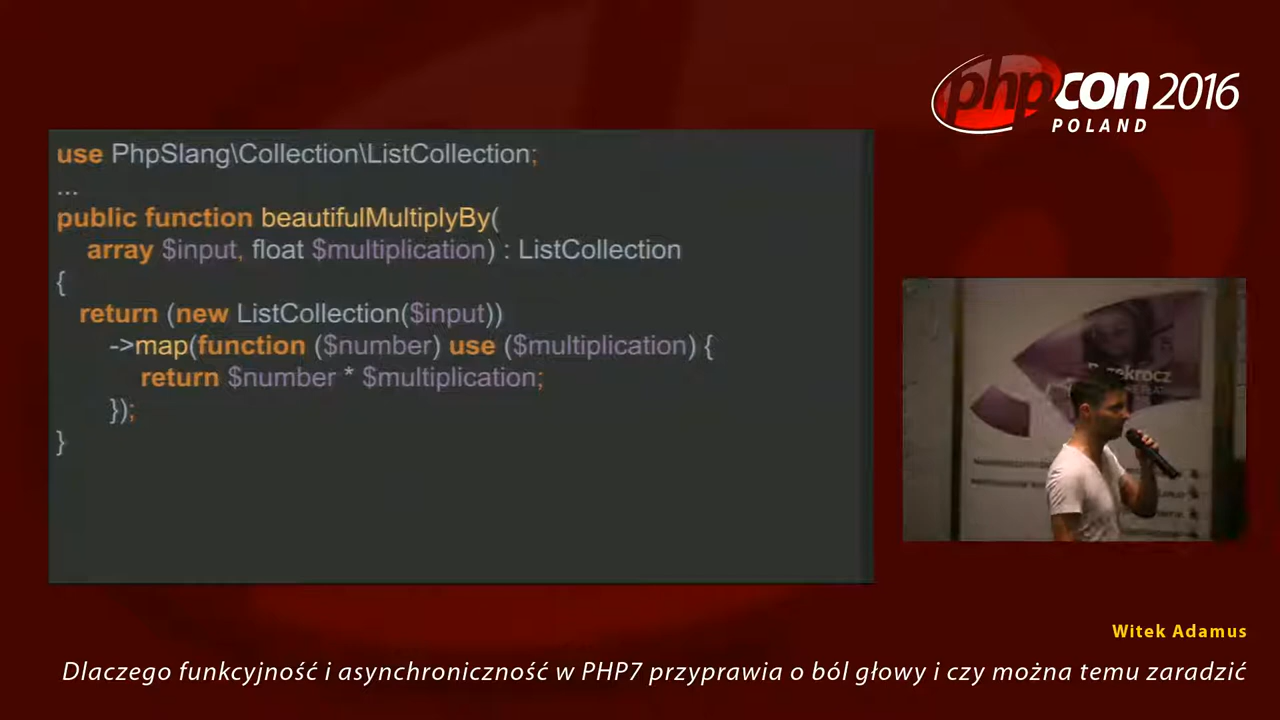 phpcon 2016
POLAND
use PhpSlang\Collection\ListCollection;
...
public function beautifulMultiplyBy(
array $input, float $multiplication) : ListCollection
{
return (new ListCollection($input))
->map(function ($number) use ($multiplication) {
return $number * $multiplication;
});
}
Witek Adamus
Dlaczego funkcyjność i asynchroniczność w PHP7 przyprawia o ból głowy i czy można temu zaradzić